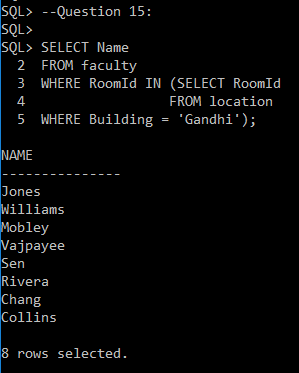 SQL> --Question 15:
SQL>
SQL> SELECT Name
  2  FROM faculty
  3  WHERE RoomId IN (SELECT RoomId
  4                  FROM location
  5  WHERE Building = 'Gandhi');

NAME
---------------
Jones
Williams
Mobley
Vajpayee
Sen
Rivera
Chang
Collins

8 rows selected.